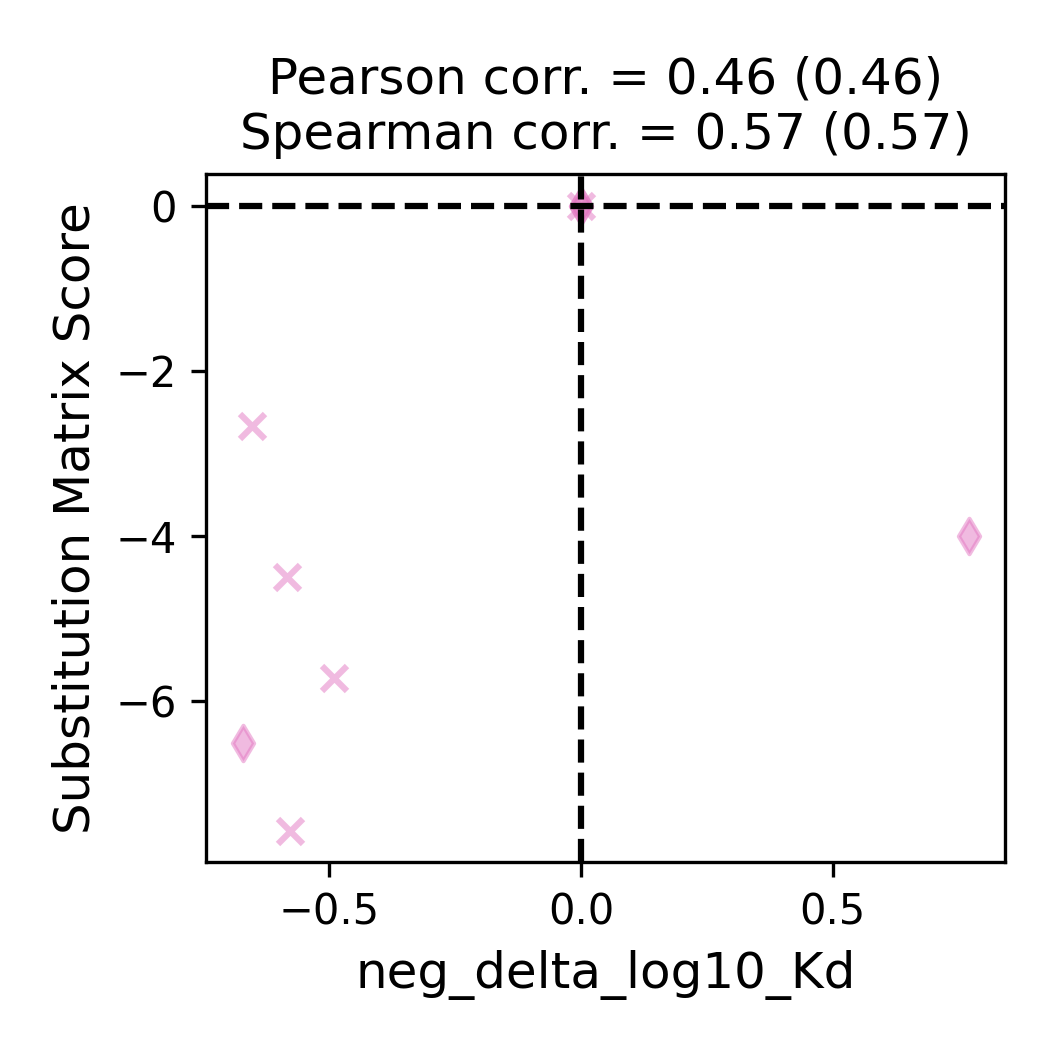 Pearson corr. = 0.46 (0.46)
Spearman corr. = 0.57 (0.57)
Substitution Matrix Score
0
−2
−4
−6
−0.5
0.0
0.5
neg_delta_log10_Kd